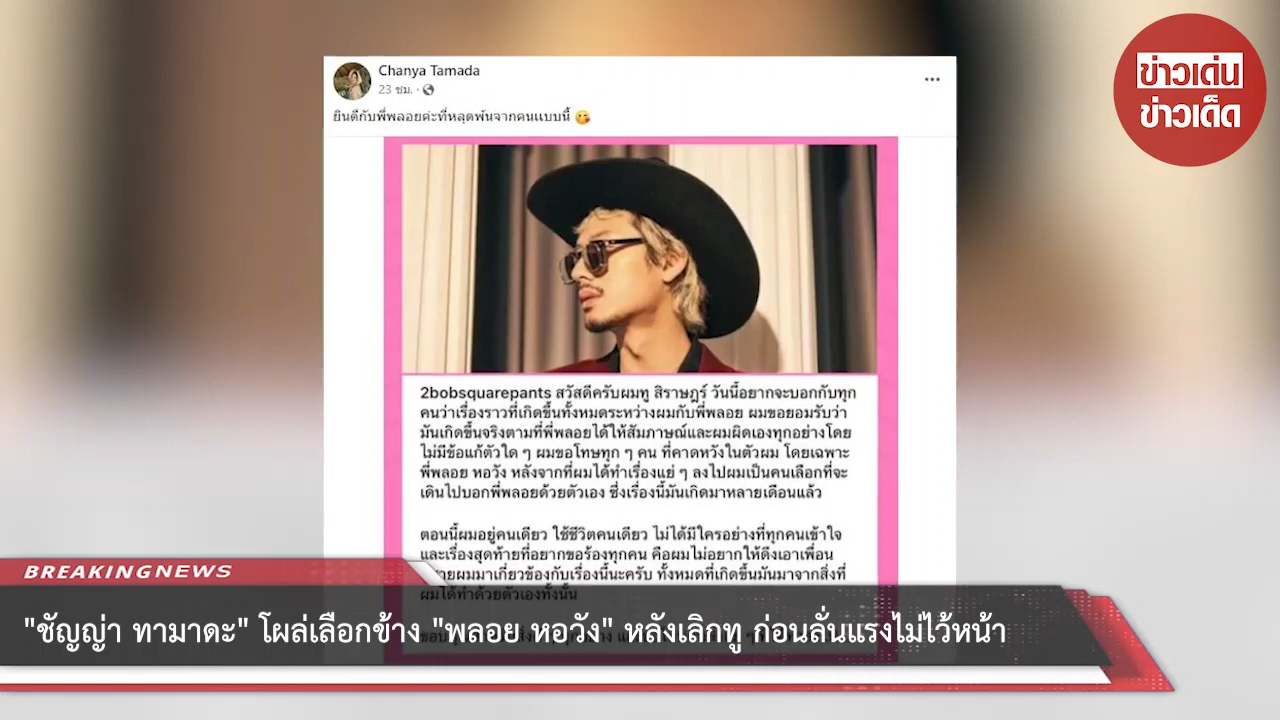 Chanya Tamada
23 ชม. ·
ยินดีกับพี่พลอยค่ะที่หลุดพ้นจากคนแบบนี้
ข่าวเด่น
ข่าวเด็ด
2bobsquarepants สวัสดีครับผมทู สิราษฎร์ วันนี้อยากจะบอกกับทุก
คนว่าเรื่องราวที่เกิดขึ้นทั้งหมดระหว่างผมกับพี่พลอย ผมขอยอมรับว่า
มันเกิดขึ้นจริงตามที่พี่พลอยได้ให้สัมภาษณ์และผมผิดเองทุกอย่างโดย
ไม่มีข้อแก้ตัวใด ๆ ผมขอโทษทุก ๆ คน ที่คาดหวังในตัวผม โดยเฉพาะ
พี่พลอย หอวัง หลังจากที่ผมได้ทำเรื่องแย่ ๆ ลงไปผมเป็นคนเลือกที่จะ
เดินไปบอกพี่พลอยด้วยตัวเอง ซึ่งเรื่องนี้มันเกิดมาหลายเดือนแล้ว
ตอนนี้ผมอยู่คนเดียว ใช้ชีวิตคนเดียว ไม่ได้มีใครอย่างที่ทุกคนเข้าใจ
และเรื่องสุดท้ายที่อยากขอร้องทุกคน คือผมไม่อยากให้ดึงเอาเพื่อน
ผมมาเกี่ยวข้องกับเรื่องนี้นะครับ ทั้งหมดที่เกิดขึ้นมันมาจากสิ่งที่
ผมได้ทำด้วยตัวเองทั้งนั้น
BREAKING NEWS
"ชัญญ่า ทามาดะ" โผล่เลือกข้าง "พลอย หอวัง" หลังเลิกทู ก่อนลั่นแรงไม่ไว้หน้า